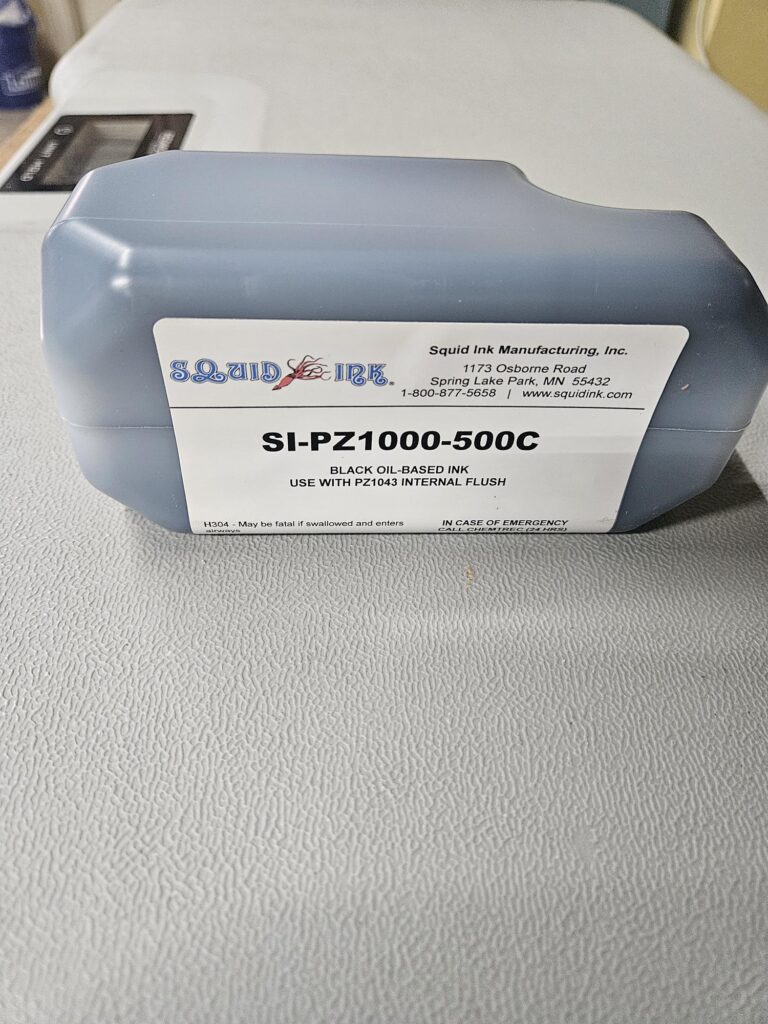 SQUID INK®
Squid Ink Manufacturing, Inc.
1173 Osborne Road
Spring Lake Park, MN 55432
1-800-877-5658 | www.squidink.com
SI-PZ1000-500C
BLACK OIL-BASED INK
USE WITH PZ1043 INTERNAL FLUSH
H304 - May be fatal if swallowed and enters
airways
IN CASE OF EMERGENCY
CALL CHEMTREC (24 HRS)